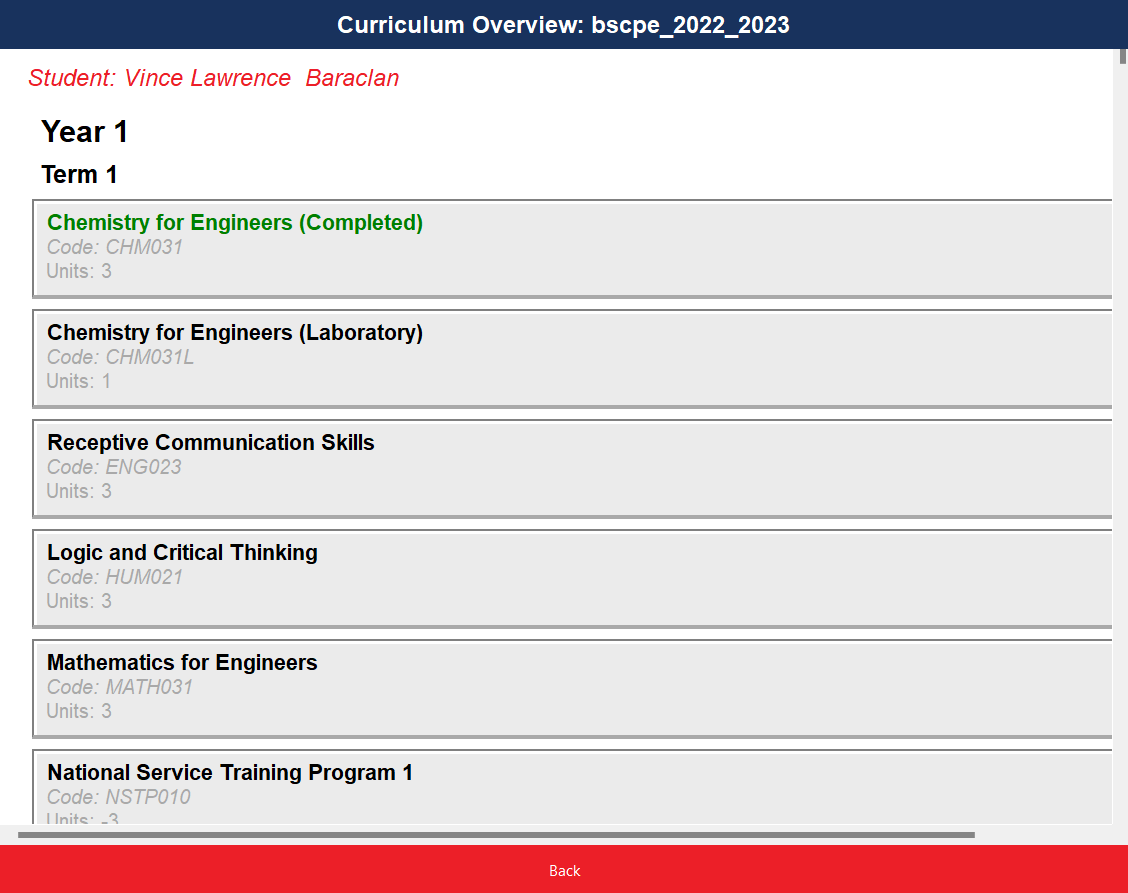 Curriculum Overview: bscpe_2022_2023
Student: Vince Lawrence  Baraclan
Year 1
Term 1
Chemistry for Engineers (Completed)
Code: CHM031
Units: 3
Chemistry for Engineers (Laboratory)
Code: CHM031L
Units: 1
Receptive Communication Skills
Code: ENG023
Units: 3
Logic and Critical Thinking
Code: HUM021
Units: 3
Mathematics for Engineers
Code: MATH031
Units: 3
National Service Training Program 1
Code: NSTP010
Units: -3
Back